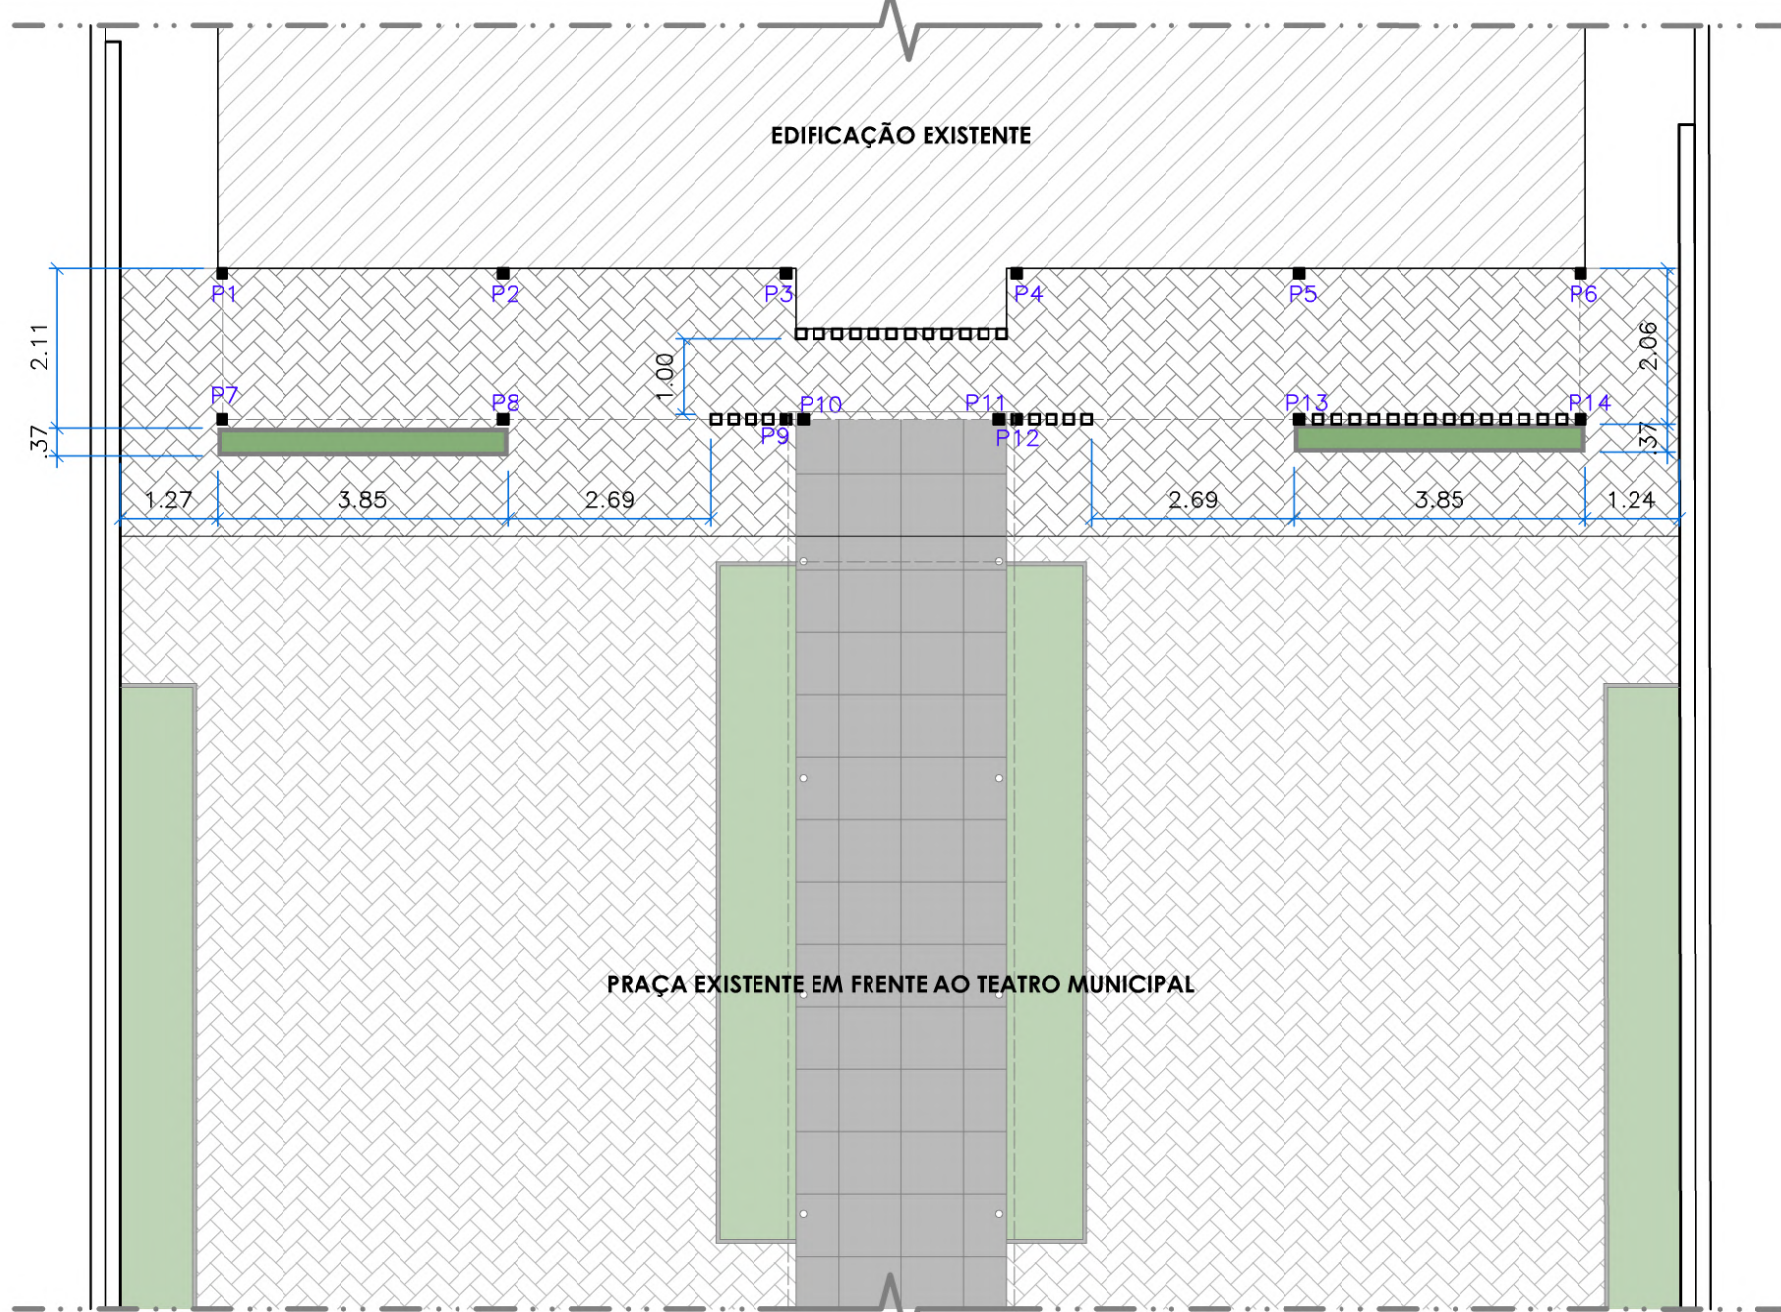 EDIFICAÇÃO EXISTENTE
P1
P2
P3
P4
P5
P6
2.11
1.00
2.06
P7
P8
P9
P10
P11
P12
P13
P14
.37
.37
1.27
3.85
2.69
2.69
3.85
1.24
PRAÇA EXISTENTE EM FRENTE AO TEATRO MUNICIPAL